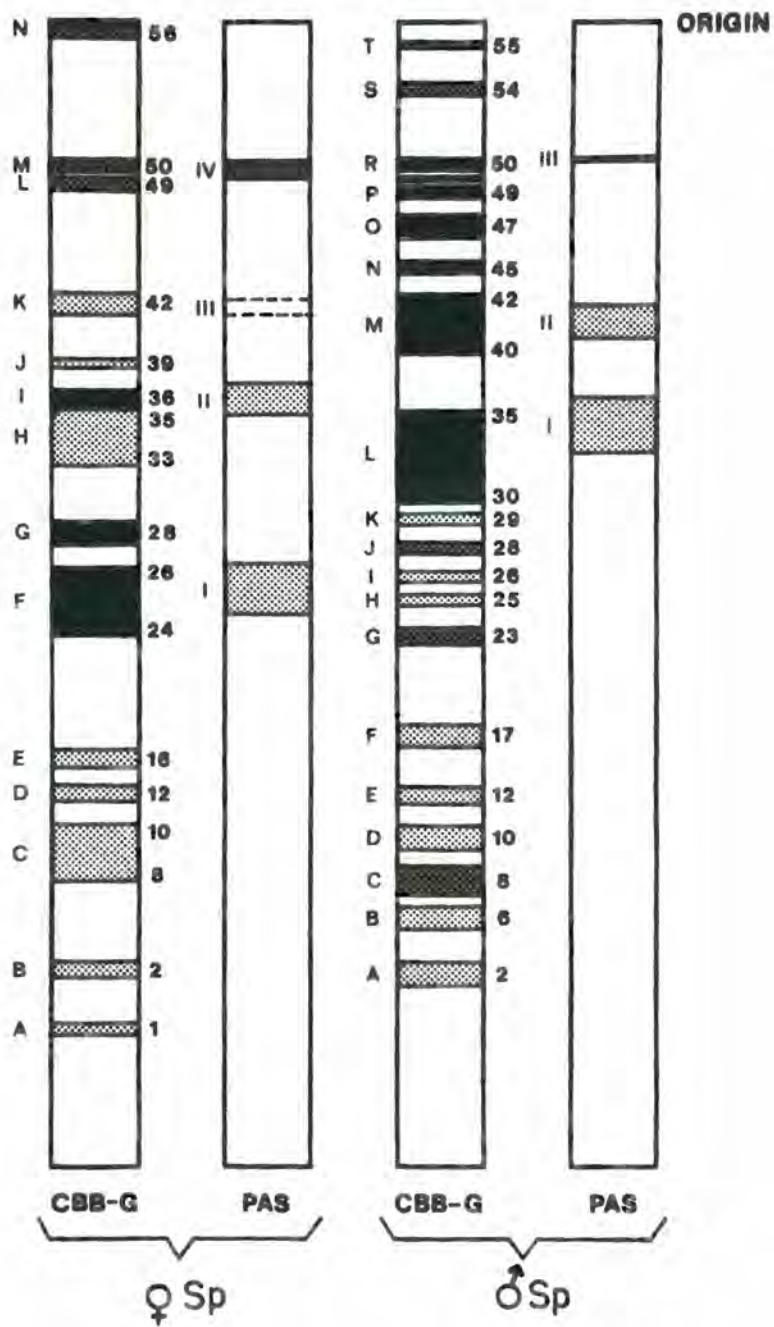 ORIGIN
N 56
M 50
L 49
K 42
J 39
I 36
H 35
33
G 28
F 26
24
E 16
D 12
C 10
8
B 2
A 1
CBB-G
IV
III
II
I
PAS
♀ Sp
T 55
S 54
R 50
P 49
O 47
N 45
M 42
40
L 35
30
K 29
J 28
I 26
H 25
G 23
F 17
E 12
D 10
C 8
B 6
A 2
CBB-G
III
II
I
PAS
♂ Sp